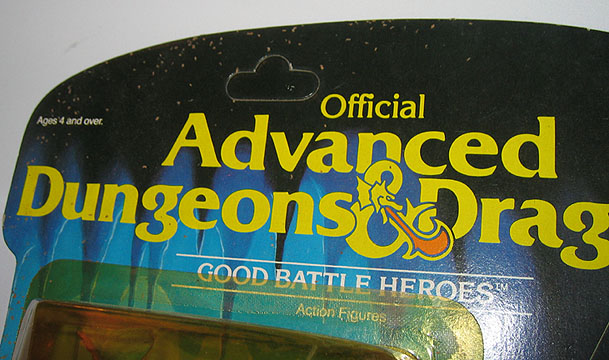 Official
Ages 4 and over.
Advanced
Dungeons & Drag
GOOD BATTLE HEROES™
Action Figures